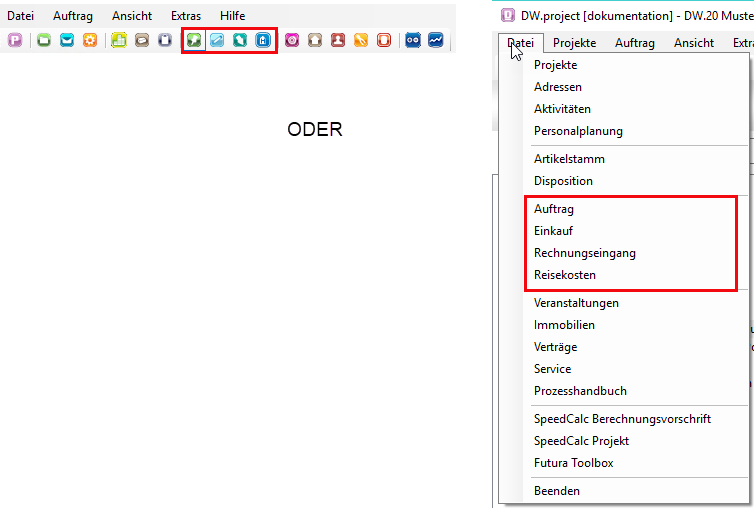 Datei Auftrag Ansicht Extras Hilfe
ODER
DW.project [dokumentation] - DW.20 Muste
Datei Projekte Auftrag Ansicht Extra
Projekte
Adressen
Aktivitäten
Personalplanung
Artikelstamm
Disposition
Auftrag
Einkauf
Rechnungseingang
Reisekosten
Veranstaltungen
Immobilien
Verträge
Service
Prozesshandbuch
SpeedCalc Berechnungsvorschrift
SpeedCalc Projekt
Futura Toolbox
Beenden